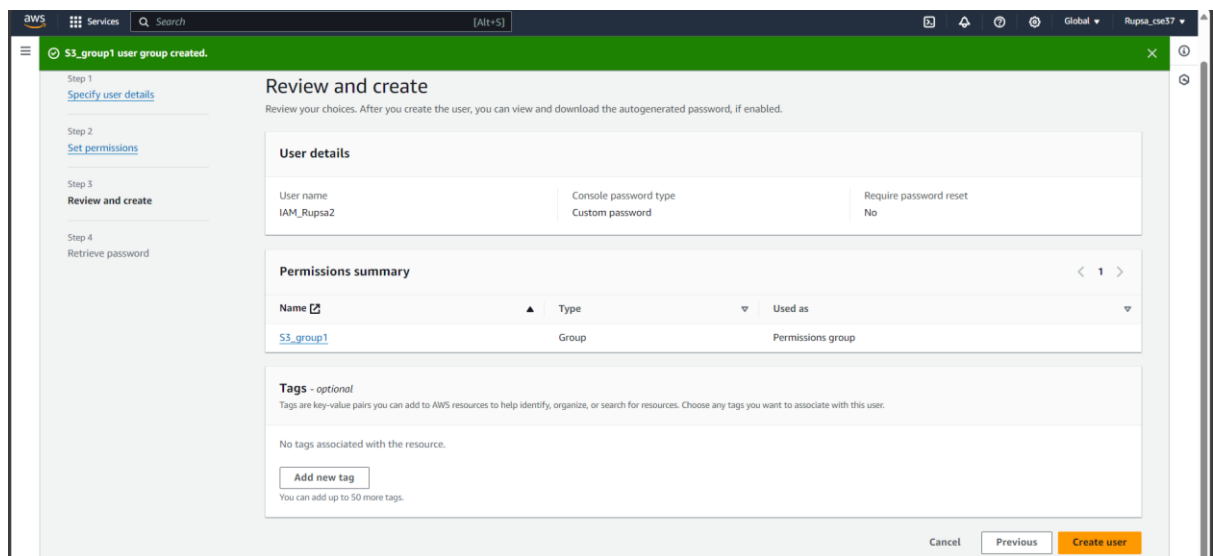 aws Services Search [Alt+S] Global Rupsa_cse37
S3_group1 user group created.
Step 1
Specify user details
Step 2
Set permissions
Step 3
Review and create
Step 4
Retrieve password
Review and create
Review your choices. After you create the user, you can view and download the autogenerated password, if enabled.
User details
User name Console password type Require password reset
IAM_Rupsa2 Custom password No
Permissions summary 1
Name Type Used as
S3_group1 Group Permissions group
Tags - optional
Tags are key-value pairs you can add to AWS resources to help identify, organize, or search for resources. Choose any tags you want to associate with this user.
No tags associated with the resource.
Add new tag
You can add up to 50 more tags.
Cancel Previous Create user